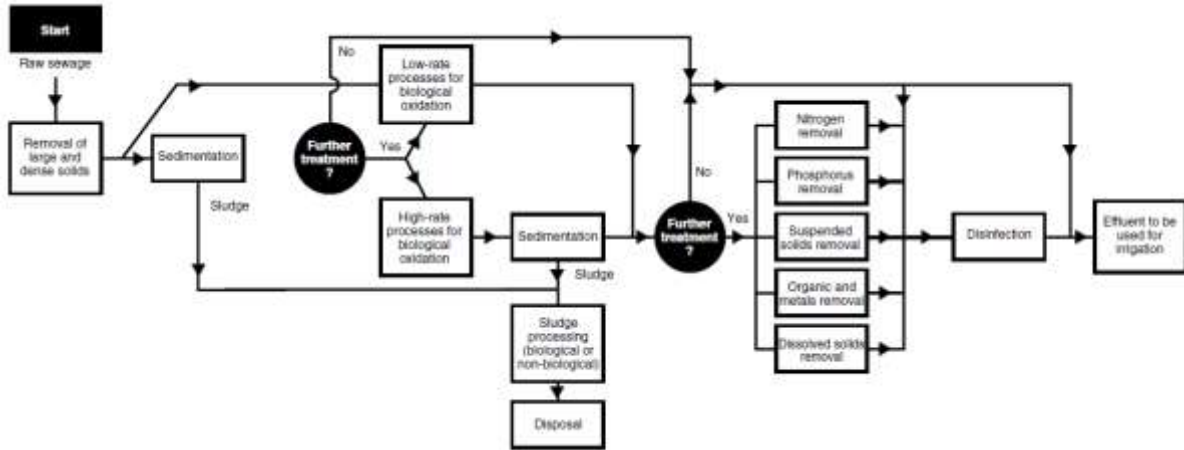 Start
Raw sewage
Removal of
large and
dense solids
Sedimentation
Sludge
No
Further
treatment
?
Yes
Low-rate
processes for
biological
oxidation
High-rate
processes for
biological
oxidation
Sedimentation
Sludge
Sludge
processing
(biological or
non-biological)
Disposal
Further
treatment
?
No
Yes
Nitrogen
removal
Phosphorus
removal
Suspended
solids removal
Organic and
metals removal
Dissolved solids
removal
Disinfection
Effluent to be
used for
irrigation